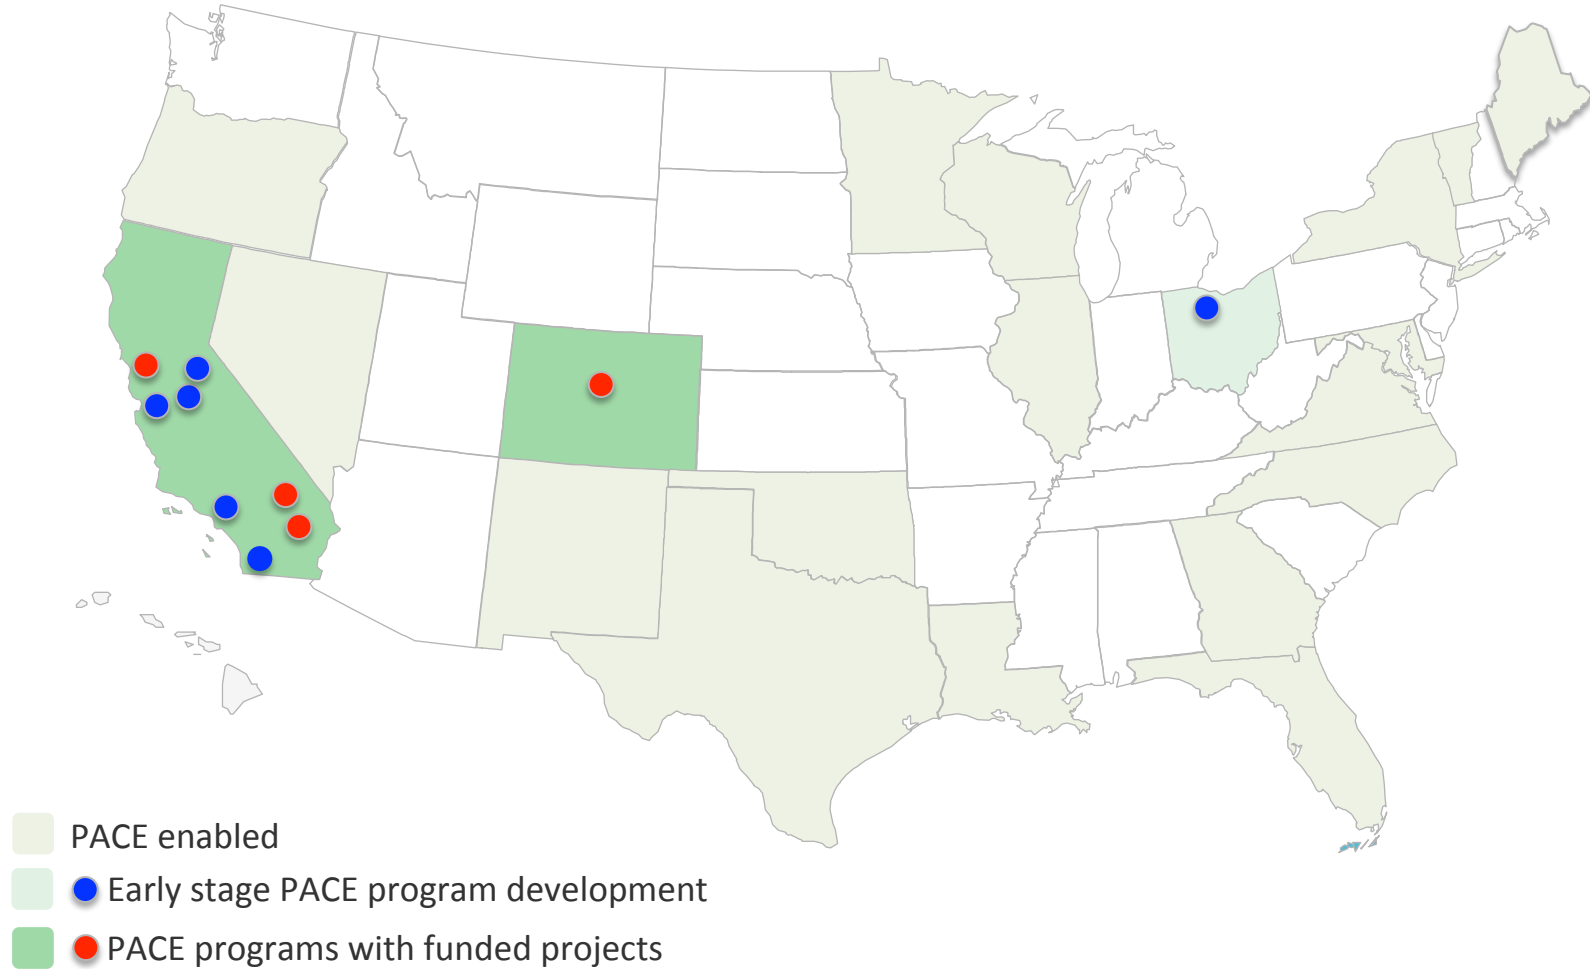 PACE enabled
Early stage PACE program development
PACE programs with funded projects